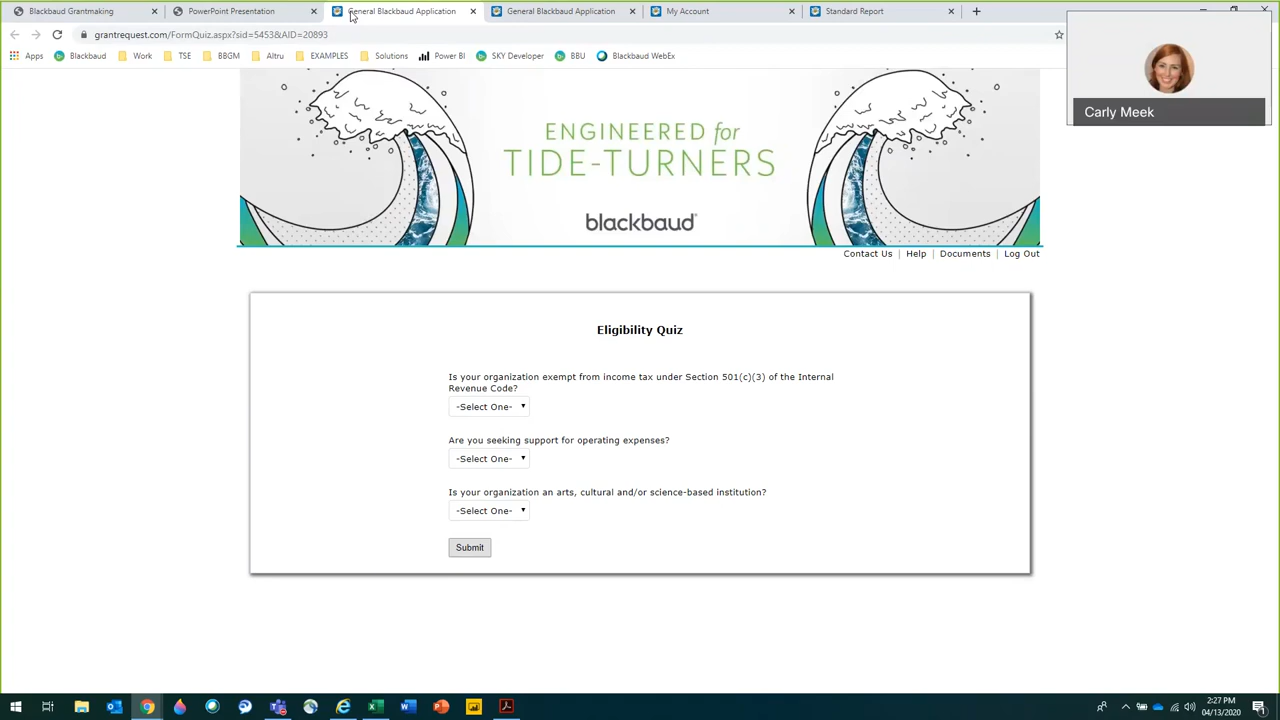 Blackbaud Grantmaking
PowerPoint Presentation
General Blackbaud Application
General Blackbaud Application
My Account
Standard Report
grantrequest.com/FormQuiz.aspx?sid=5453&AID=20893
Apps
Blackbaud
Work
TSE
BBGM
Altru
EXAMPLES
Solutions
Power BI
SKY Developer
BBU
Blackbaud WebEx
Carly Meek
ENGINEERED for
TIDE-TURNERS
blackbaud
Contact Us | Help | Documents | Log Out
Eligibility Quiz
Is your organization exempt from income tax under Section 501(c)(3) of the Internal
Revenue Code?
-Select One-
Are you seeking support for operating expenses?
-Select One-
Is your organization an arts, cultural and/or science-based institution?
-Select One-
Submit
2:27 PM
04/13/2020